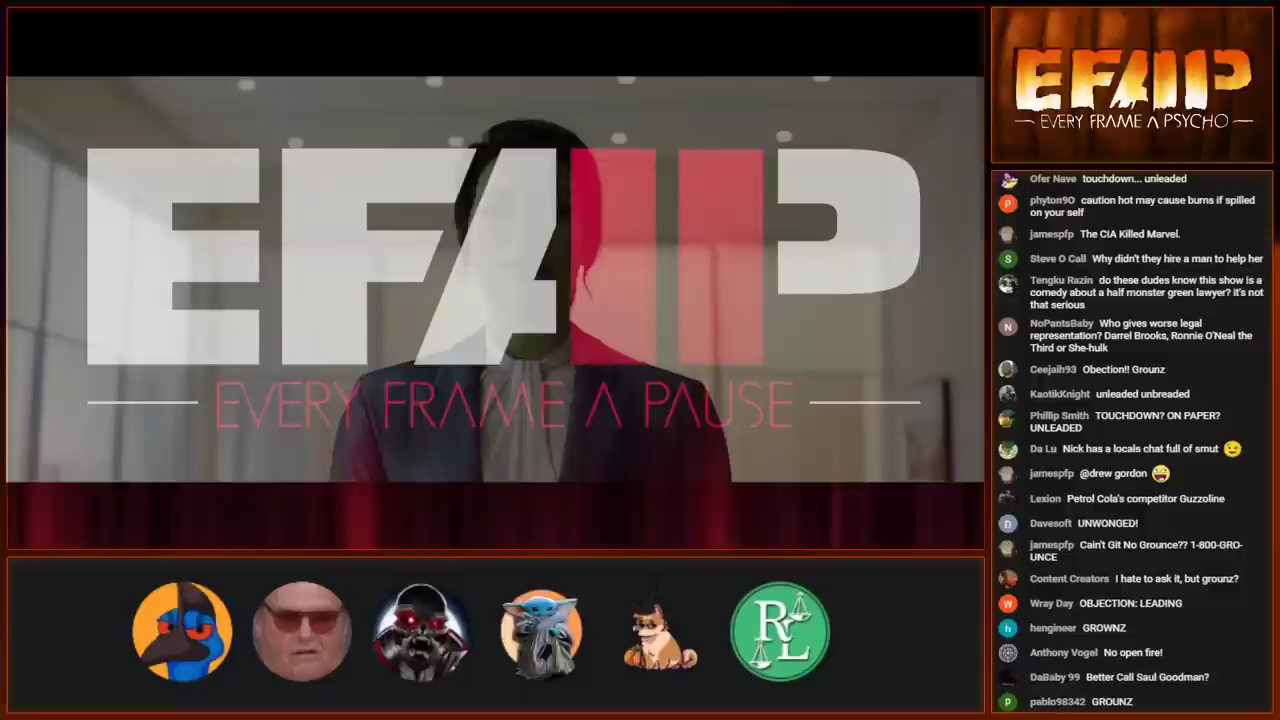 EFAIIP
EVERY FRAME A PAUSE
RL
EFAIIP
EVERY FRAME A PSYCHO
Ofer Nave touchdown... unleaded
P
phyton90 caution hot may cause burns if spilled
on your self
jamespfp The CIA Killed Marvel.
S
Steve O Call Why didn't they hire a man to help her
Tengku Razin do these dudes know this show is a
comedy about a half monster green lawyer? it's not
that serious
N
NoPantsBaby Who gives worse legal
representation? Darrel Brooks, Ronnie O'Neal the
Third or She-hulk
Ceejaih93 Obection!! Grounz
KaotikKnight unleaded unbreaded
Phillip Smith TOUCHDOWN? ON PAPER?
UNLEADED
Da Lu Nick has a locals chat full of smut 😉
jamespfp @drew gordon 😝
Lexion Petrol Cola's competitor Guzzoline
D
Davesoft UNWONGED!
jamespfp Cain't Git No Grounce?? 1-800-GRO-
UNCE
Content Creators I hate to ask it, but grounz?
W
Wray Day OBJECTION: LEADING
h
hengineer GROWNZ
Anthony Vogel No open fire!
DaBaby 99 Better Call Saul Goodman?
P
pablo98342 GROUNZ